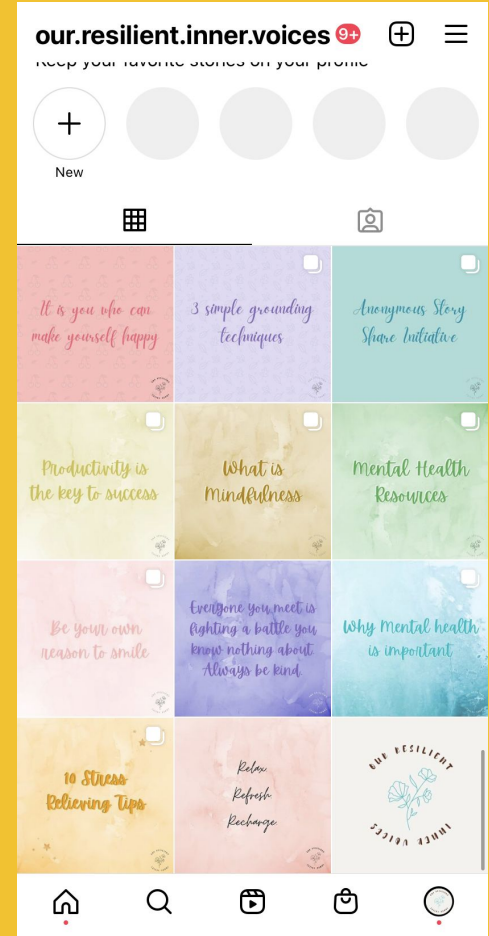 our.resilient.inner.voices 9+
Keep your favorite stories on your profile
New
It is you who can
make yourself happy
3 simple grounding
techniques
Anonymous Story
Share Initiative
Productivity is
the key to success
What is
Mindfulness
Mental Health
Resources
Be your own
reason to smile
Everyone you meet is
fighting a battle you
know nothing about
Always be kind.
Why Mental health
is important
10 Stress
Relieving Tips
Relax
Refresh
Recharge
OUR RESILIENT
INNER VOICES